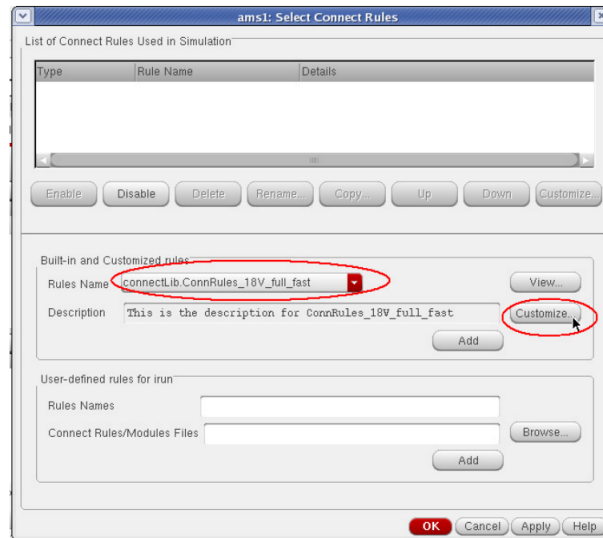 ams1: Select Connect Rules
List of Connect Rules Used in Simulation
Type Rule Name Details
Enable Disable Delete Rename... Copy... Up Down Customize...
Built-in and Customized rules
Rules Name connectLib.ConnRules_18V_full_fast View...
Description This is the description for ConnRules_18V_full_fast Customize...
Add
User-defined rules for irun
Rules Names
Connect Rules/Modules Files Browse...
Add
OK Cancel Apply Help